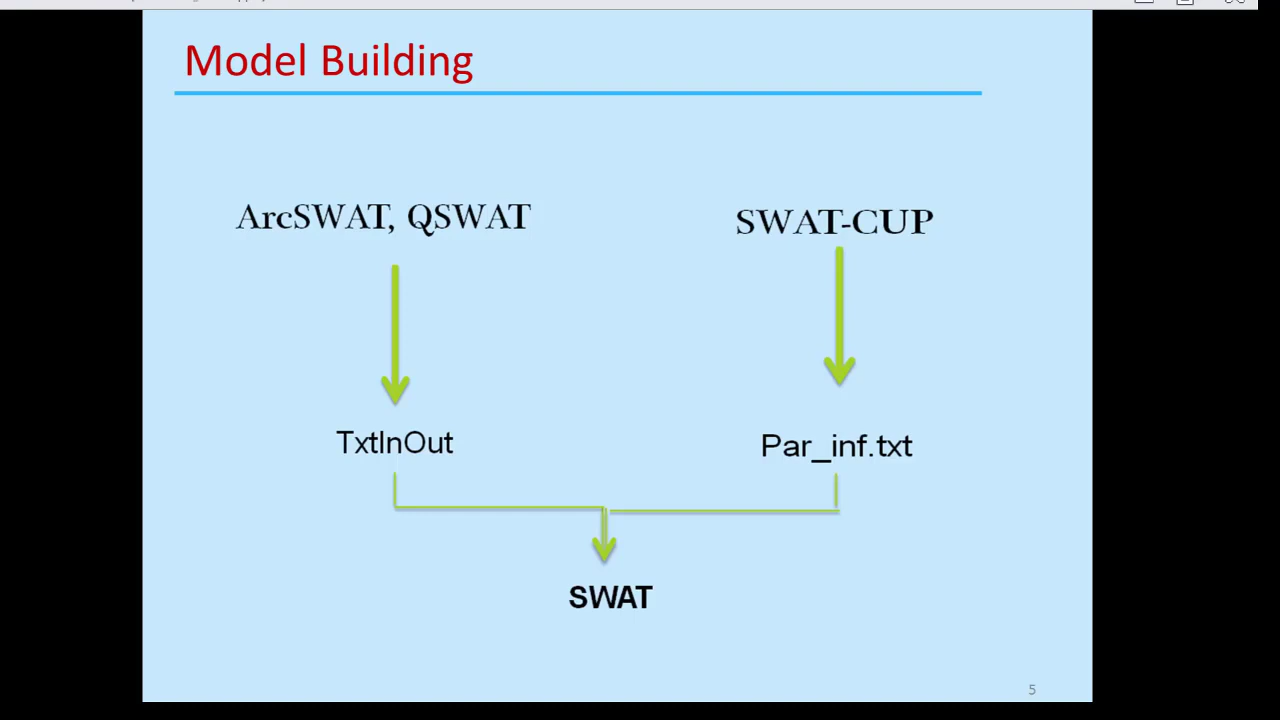 Model Building
ArcSWAT, QSWAT
SWAT-CUP
TxtInOut
Par_inf.txt
SWAT
5